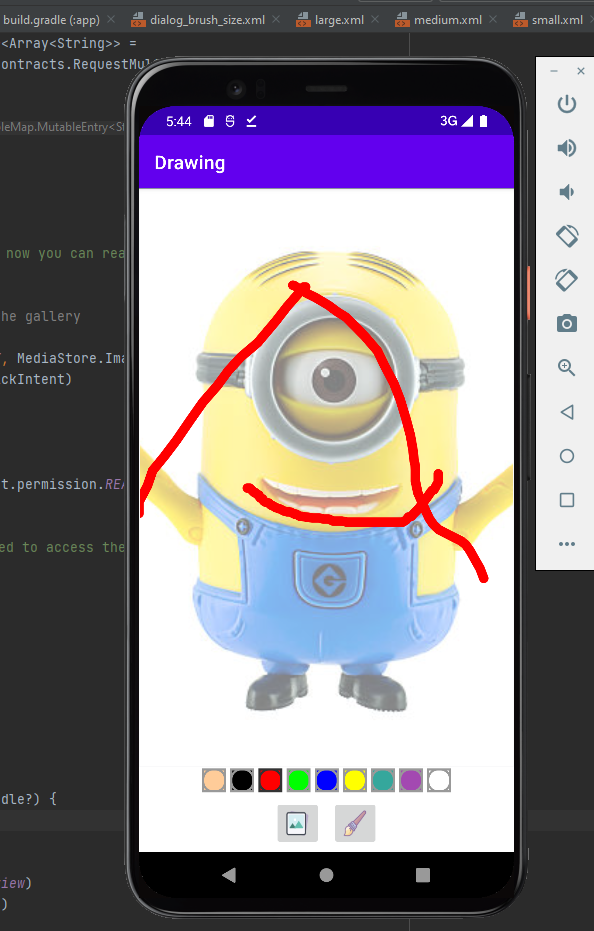 build.gradle (:app)
dialog_brush_size.xml
large.xml
medium.xml
small.xml
<Array<String>> =
ontracts.RequestMul
leMap.MutableEntry<St
5:44
3G
Drawing
now you can rea
he gallery
, MediaStore.Ima
ckIntent)
t.permission.REA
ed to access the
dle?) {
iew)
)